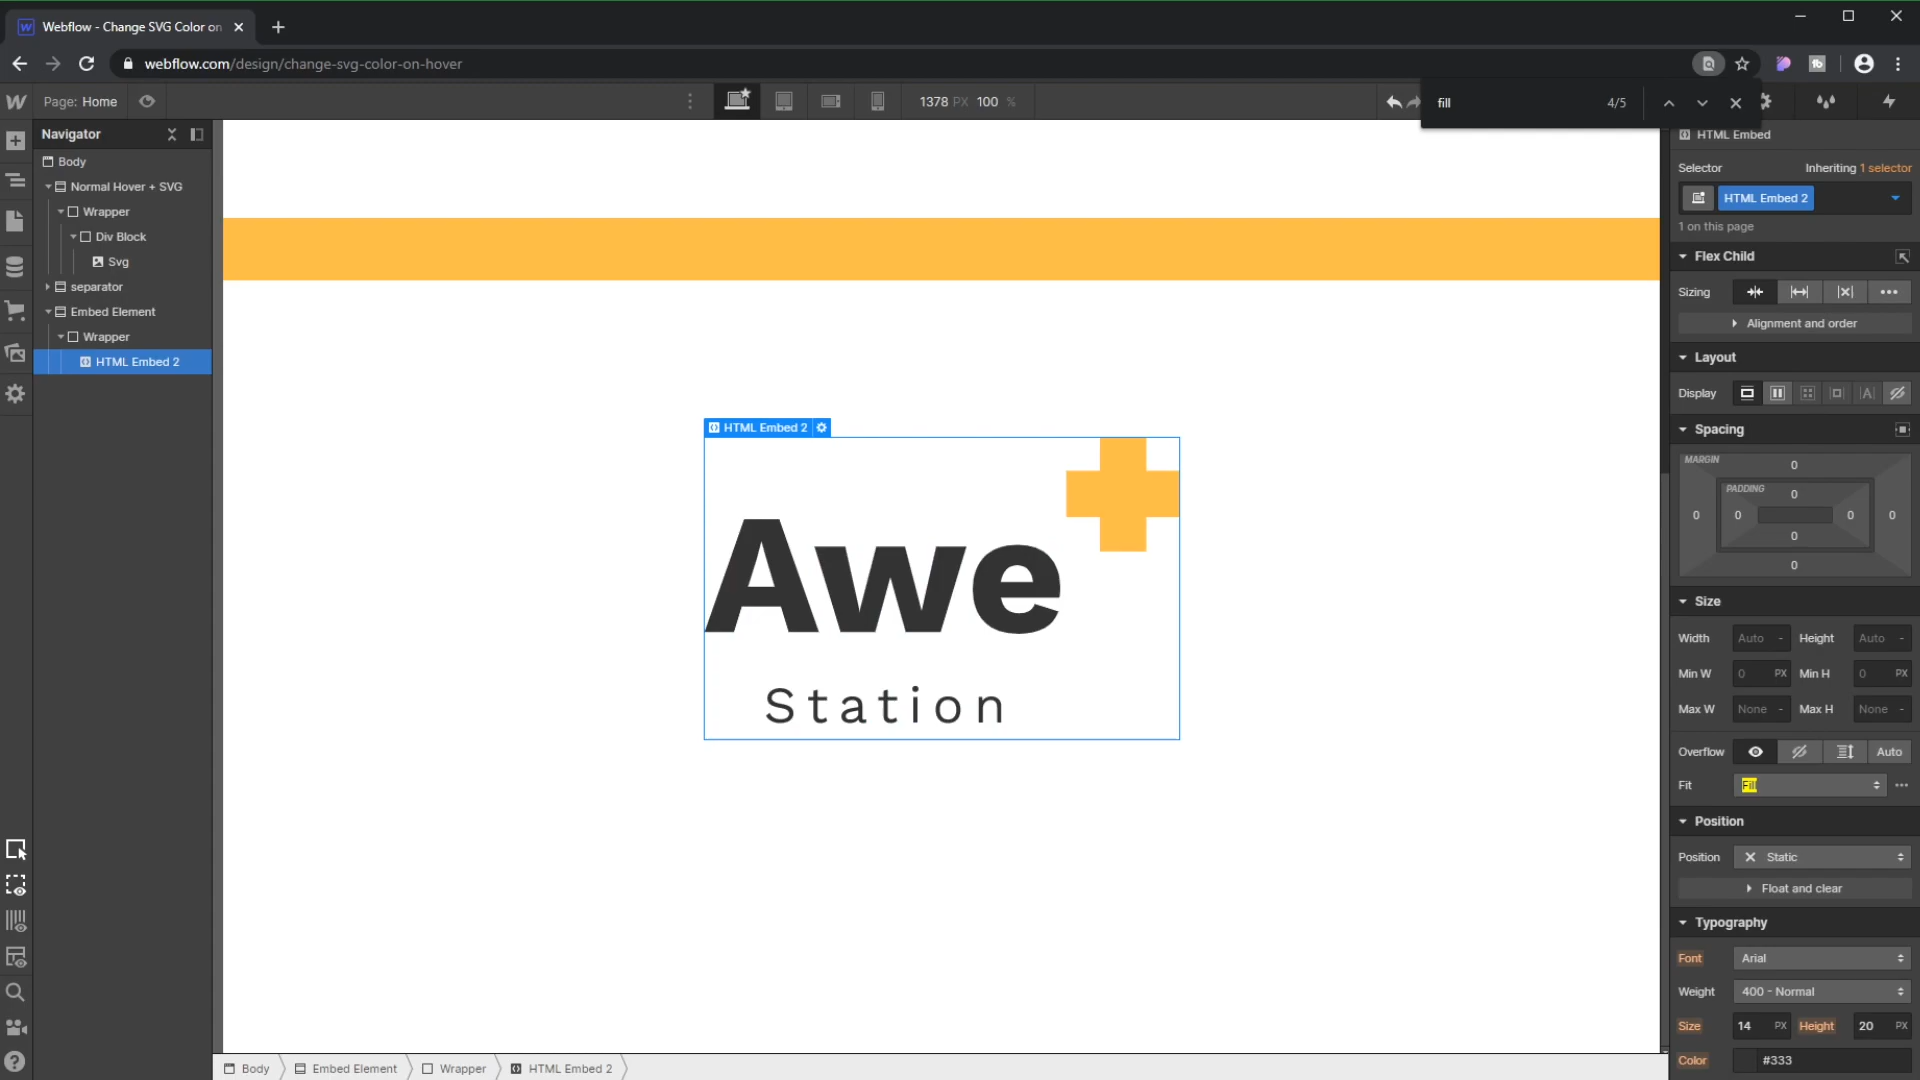 Webflow - Change SVG Color on
webflow.com/design/change-svg-color-on-hover
Page: Home
1378 PX 100 %
fill
4/5
Navigator
Body
Normal Hover + SVG
Wrapper
Div Block
Svg
separator
Embed Element
Wrapper
HTML Embed 2
HTML Embed 2
Awe
Station
HTML Embed
Selector
Inheriting 1 selector
HTML Embed 2
1 on this page
Flex Child
Sizing
Alignment and order
Layout
Display
Spacing
MARGIN
0
PADDING
0
0 0 0 0
0
0
Size
Width Auto - Height Auto -
Min W 0 PX Min H 0 PX
Max W None - Max H None -
Overflow Auto
Fit Fill
Position
Position Static
Float and clear
Typography
Font Arial
Weight 400 - Normal
Size 14 PX Height 20 PX
Color #333
Body Embed Element Wrapper HTML Embed 2